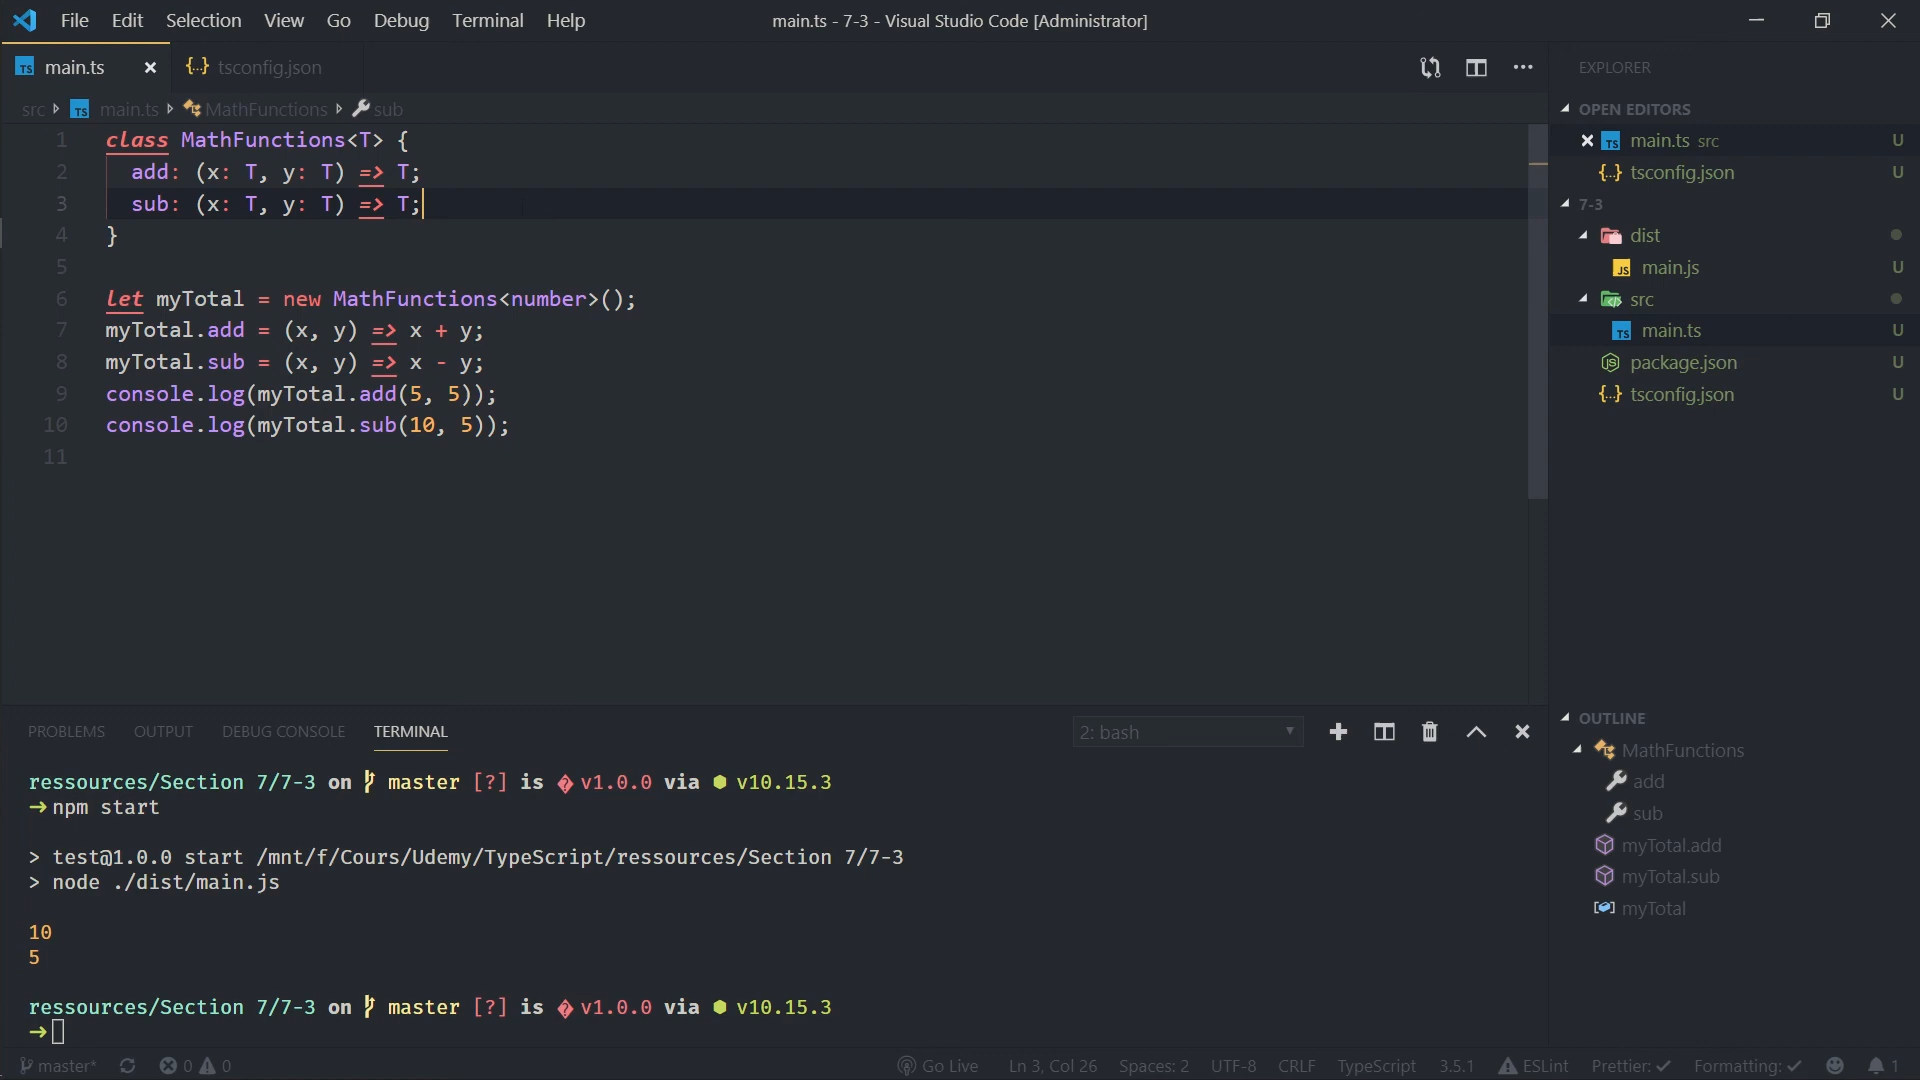 File Edit Selection View Go Debug Terminal Help
main.ts - 7-3 - Visual Studio Code [Administrator]
TS main.ts
{..} tsconfig.json
src TS main.ts MathFunctions sub
1 class MathFunctions<T> {
2 add: (x: T, y: T) => T;
3 sub: (x: T, y: T) => T;
4 }
5
6 let myTotal = new MathFunctions<number>();
7 myTotal.add = (x, y) => x + y;
8 myTotal.sub = (x, y) => x - y;
9 console.log(myTotal.add(5, 5));
10 console.log(myTotal.sub(10, 5));
11
EXPLORER
OPEN EDITORS
TS main.ts src U
{..} tsconfig.json U
7-3
dist
JS main.js U
src
TS main.ts U
package.json U
{..} tsconfig.json U
OUTLINE
MathFunctions
add
sub
myTotal.add
myTotal.sub
myTotal
PROBLEMS OUTPUT DEBUG CONSOLE TERMINAL
2: bash
ressources/Section 7/7-3 on master [?] is v1.0.0 via v10.15.3
npm start
> test@1.0.0 start /mnt/f/Cours/Udemy/TypeScript/ressources/Section 7/7-3
> node ./dist/main.js
10
5
ressources/Section 7/7-3 on master [?] is v1.0.0 via v10.15.3
master* 0 0 Go Live Ln 3, Col 26 Spaces: 2 UTF-8 CRLF TypeScript 3.5.1 ESLint Prettier: ✓ Formatting: ✓ 1